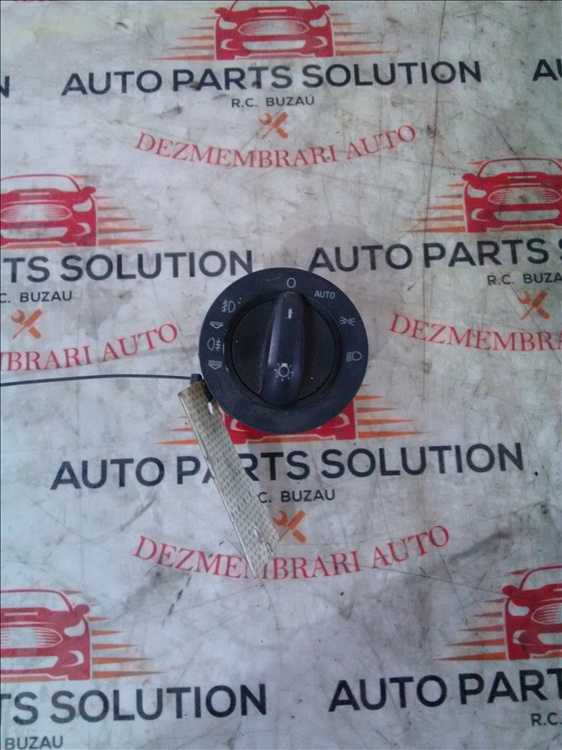 AUTO PARTS SOLUTION
R.C. BUZAU
DEZMEMBRARI AUTO
AUTO PARTS S
R.C. BUZA
DEZMEMBRA
TS SOLUTION
C. BUZAU
MBRARI AUTO
O
AUTO
AUTO PARTS SOLUTION
C. BUZAU
DEZMEMBRARI AUTO
TS SOLUTION
BUZAU
AUTO PART
R.C.